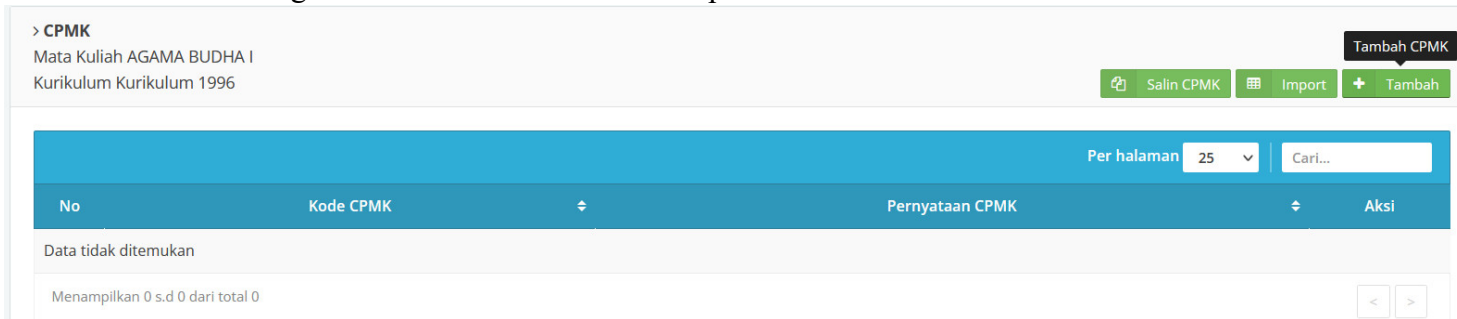 > CPMK
Mata Kuliah AGAMA BUDHA I
Kurikulum Kurikulum 1996
Tambah CPMK
Salin CPMK Import Tambah
Per halaman 25 Cari...
No Kode CPMK Pernyataan CPMK Aksi
Data tidak ditemukan
Menampilkan 0 s.d 0 dari total 0 < >